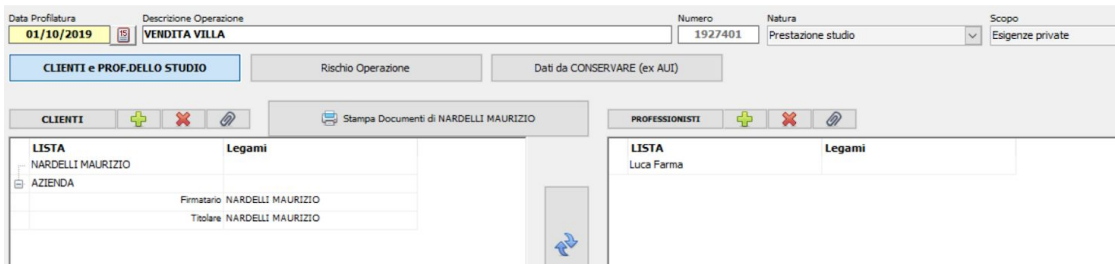 Data Profilatura Descrizione Operazione Numero Natura Scopo
01/10/2019 15 VENDITA VILLA 1927401 Prestazione studio Esigenze private
CLIENTI e PROF.DELLO STUDIO Rischio Operazione Dati da CONSERVARE (ex AUI)
CLIENTI Stampa Documenti di NARDELLI MAURIZIO PROFESSIONISTI
LISTA Legami LISTA Legami
NARDELLI MAURIZIO Luca Farma
AZIENDA
Firmatario NARDELLI MAURIZIO
Titolare NARDELLI MAURIZIO